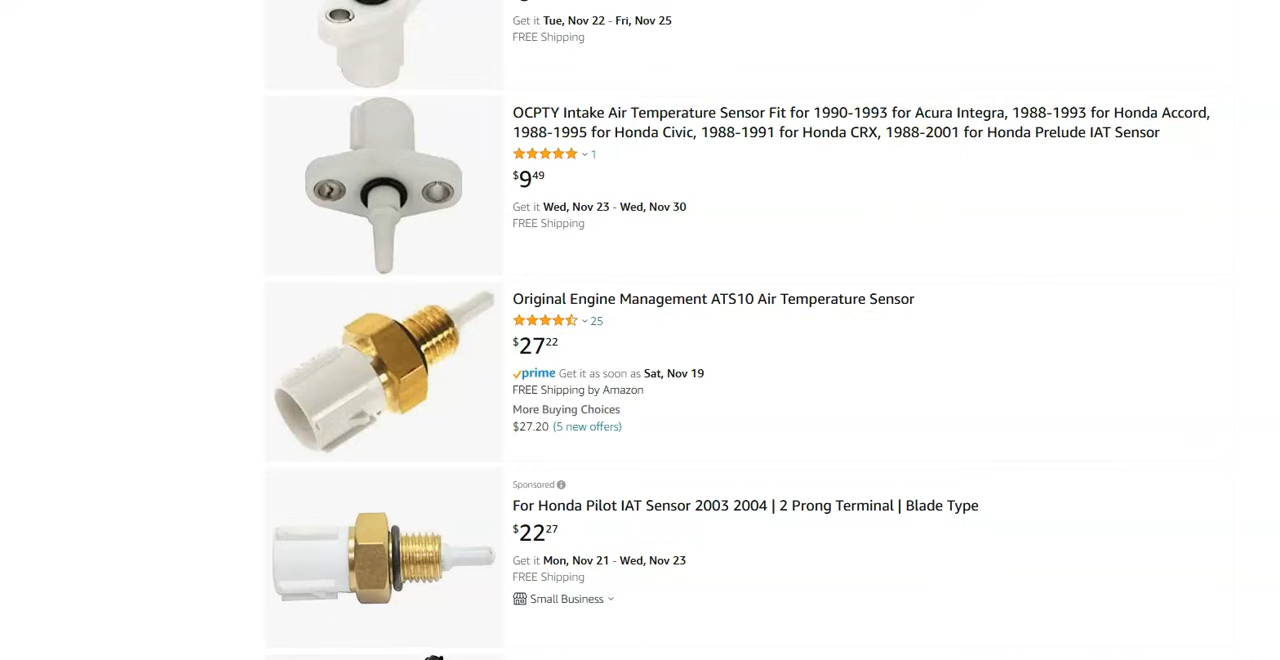 Get it Tue, Nov 22 - Fri, Nov 25
FREE Shipping
OCPTY Intake Air Temperature Sensor Fit for 1990-1993 for Acura Integra, 1988-1993 for Honda Accord,
1988-1995 for Honda Civic, 1988-1991 for Honda CRX, 1988-2001 for Honda Prelude IAT Sensor
1
$9 49
Get it Wed, Nov 23 - Wed, Nov 30
FREE Shipping
Original Engine Management ATS10 Air Temperature Sensor
25
$27 22
prime Get it as soon as Sat, Nov 19
FREE Shipping by Amazon
More Buying Choices
$27.20 (5 new offers)
Sponsored
For Honda Pilot IAT Sensor 2003 2004 | 2 Prong Terminal | Blade Type
$22 27
Get it Mon, Nov 21 - Wed, Nov 23
FREE Shipping
Small Business